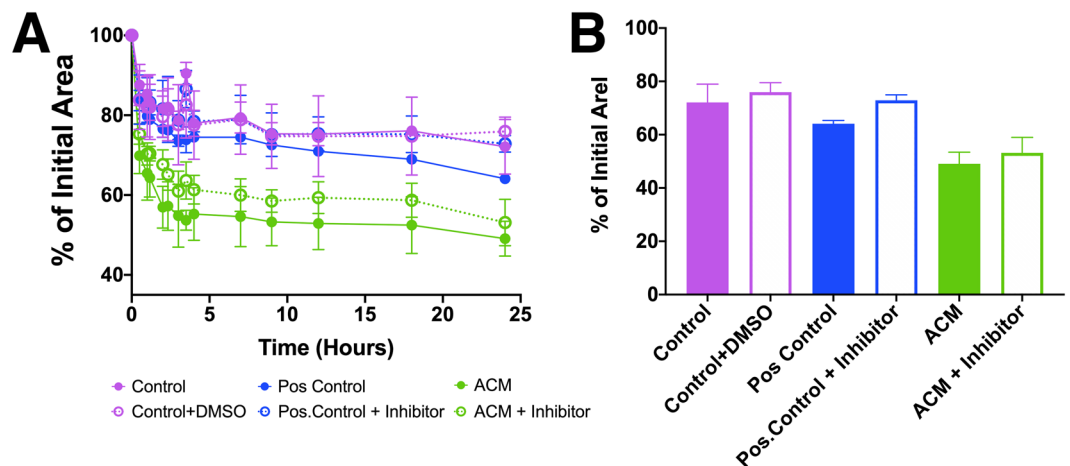 A
% of Initial Area
100
80
60
40
0
5
10
15
20
25
Time (Hours)
Control
Pos Control
ACM
Control+DMSO
Pos.Control + Inhibitor
ACM + Inhibitor
B
% of Initial Arel
100
80
60
40
20
0
Control
Control+DMSO
Pos Control
Pos.Control + Inhibitor
ACM
ACM + Inhibitor